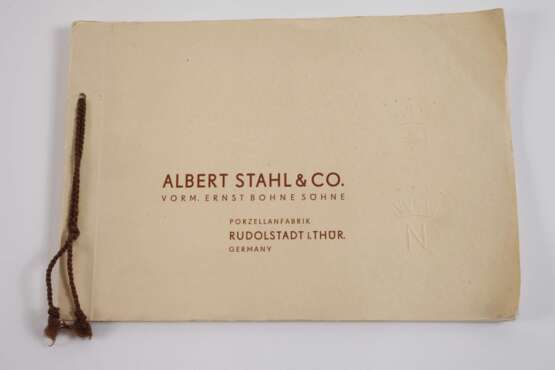 ALBERT STAHL & CO.
VORM. ERNST BOHNE SÖHNE
PORZELLANFABRIK
RUDOLSTADT I. THÜR.
GERMANY
N